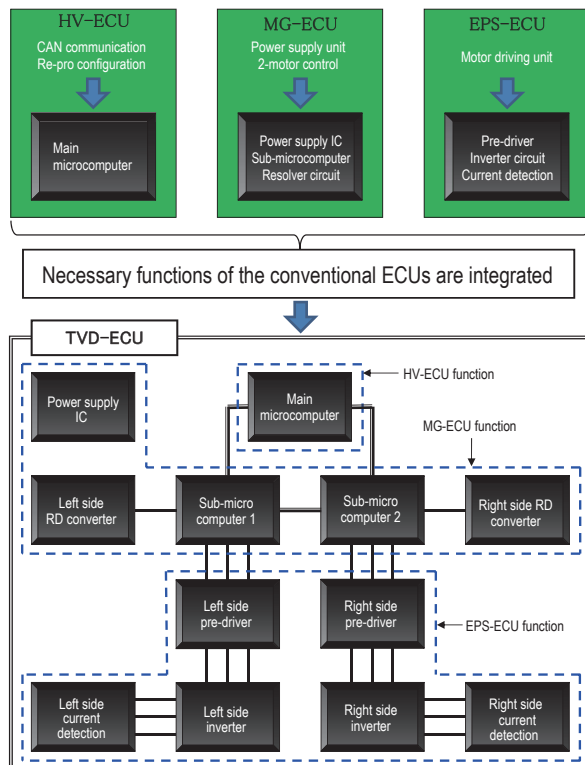 HV-ECU
CAN communication
Re-pro configuration
Main
microcomputer
MG-ECU
Power supply unit
2-motor control
Power supply IC
Sub-microcomputer
Resolver circuit
EPS-ECU
Motor driving unit
Pre-driver
Inverter circuit
Current detection
Necessary functions of the conventional ECUs are integrated
TVD-ECU
Power supply
IC
Main
microcomputer
HV-ECU function
MG-ECU function
Left side
RD converter
Sub-micro
computer 1
Sub-micro
computer 2
Right side RD
converter
Left side
pre-driver
Right side
pre-driver
EPS-ECU function
Left side
current
detection
Left side
inverter
Right side
inverter
Right side
current
detection